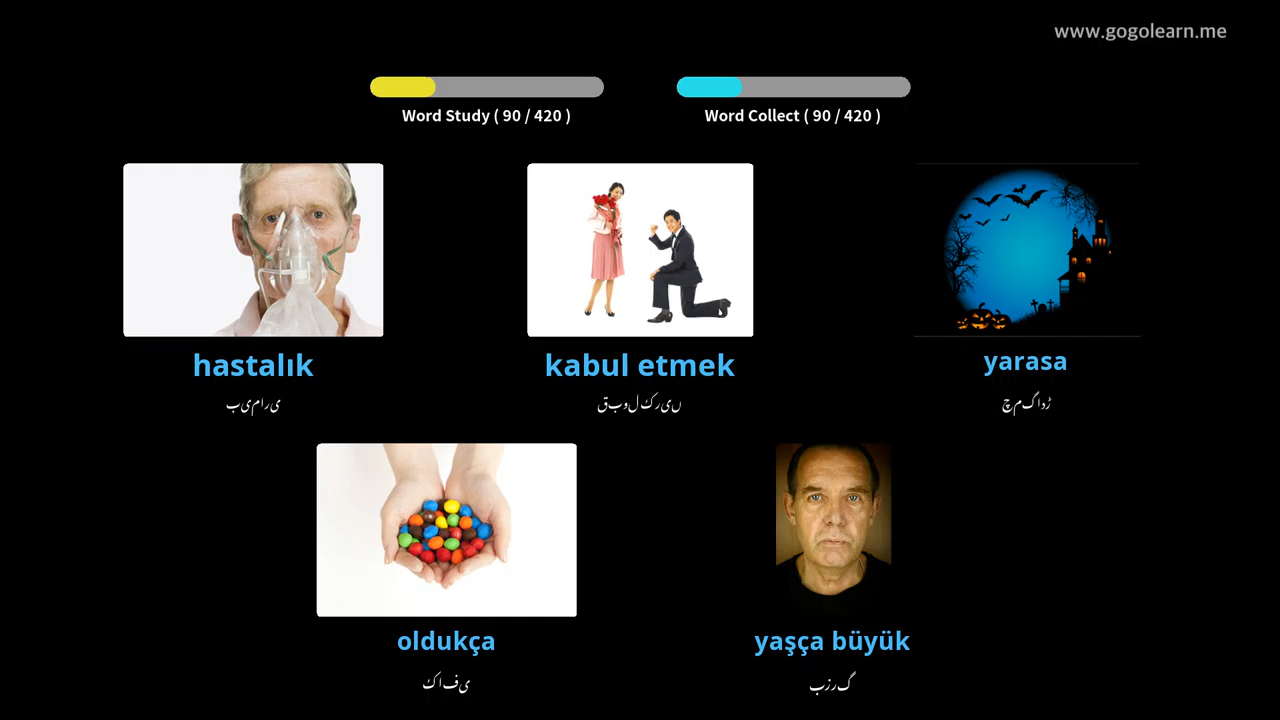 www.gogolearn.me
Word Study ( 90 / 420 )
Word Collect ( 90 / 420 )
hastalık
بیماری
kabul etmek
قبول کریں
yarasa
چمگادڑ
oldukça
کافی
yaşça büyük
بزرگ